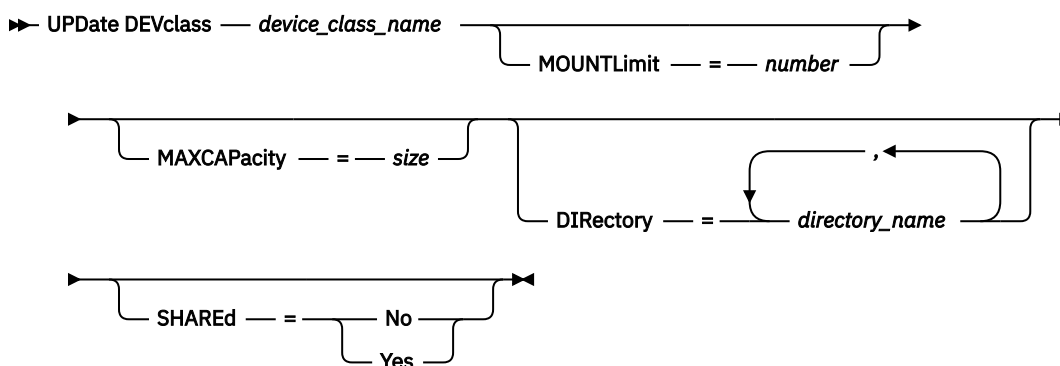 UPDate DEVclass device_class_name
MOUNTLimit = number
MAXCAPacity = size
,
DIRectory = directory_name
SHAREd = No
Yes